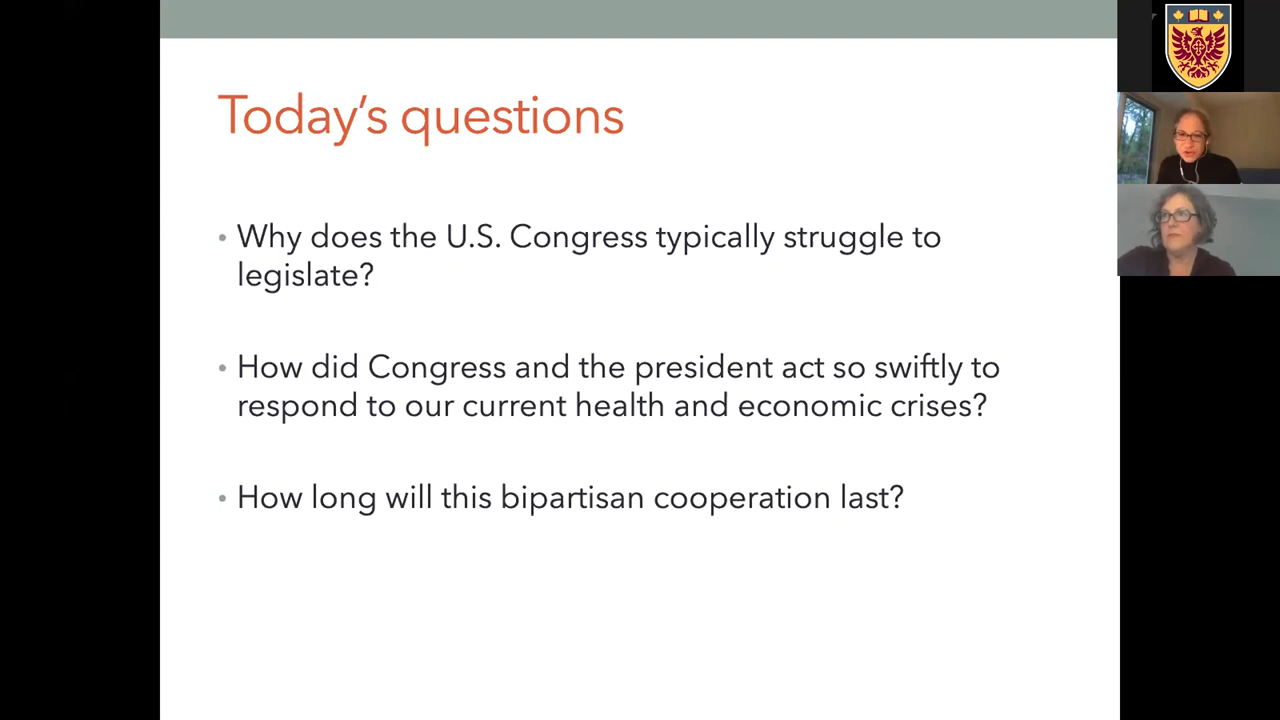 Today's questions
• Why does the U.S. Congress typically struggle to
legislate?
• How did Congress and the president act so swiftly to
respond to our current health and economic crises?
• How long will this bipartisan cooperation last?